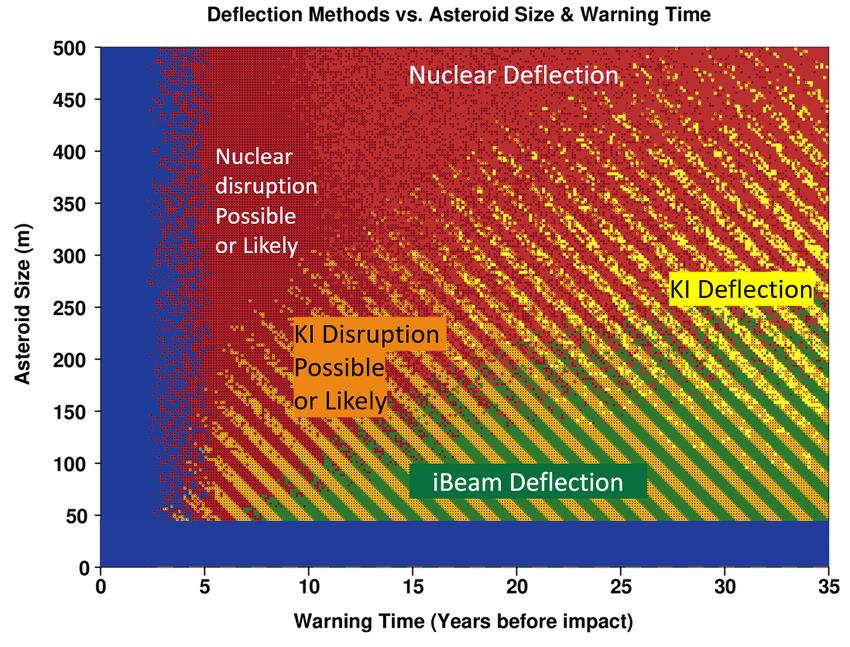 Deflection Methods vs. Asteroid Size & Warning Time
500
450
400
350
300
250
200
150
100
50
0
Asteroid Size (m)
Nuclear Deflection
Nuclear
disruption
Possible
or Likely
KI Deflection
KI Disruption
Possible
or Likely
iBeam Deflection
0 5 10 15 20 25 30 35
Warning Time (Years before impact)